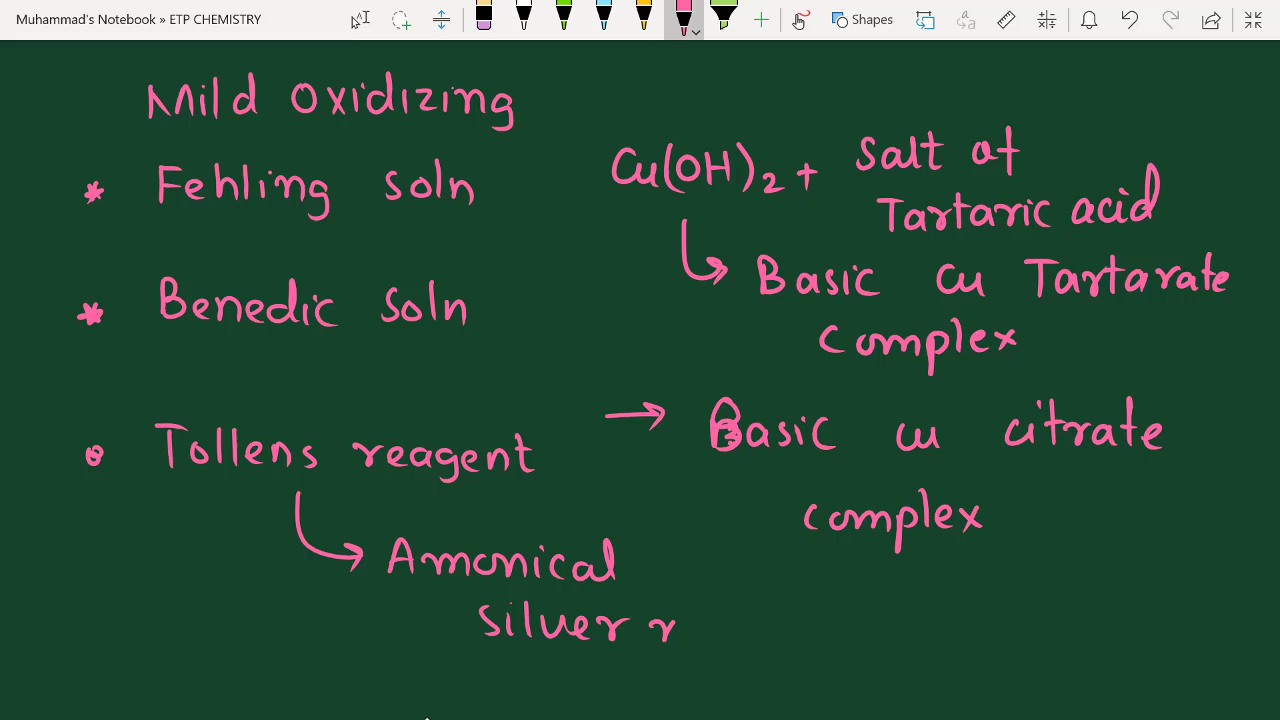 Muhammad's Notebook » ETP CHEMISTRY
Shapes
Mild Oxidizing
* Fehling soln
Cu(OH)2 + Salt of
Tartaric acid
Basic cu Tartarate
complex
* Benedic soln
→ Basic cu citrate
complex
Tollens reagent
Amonical
silver r